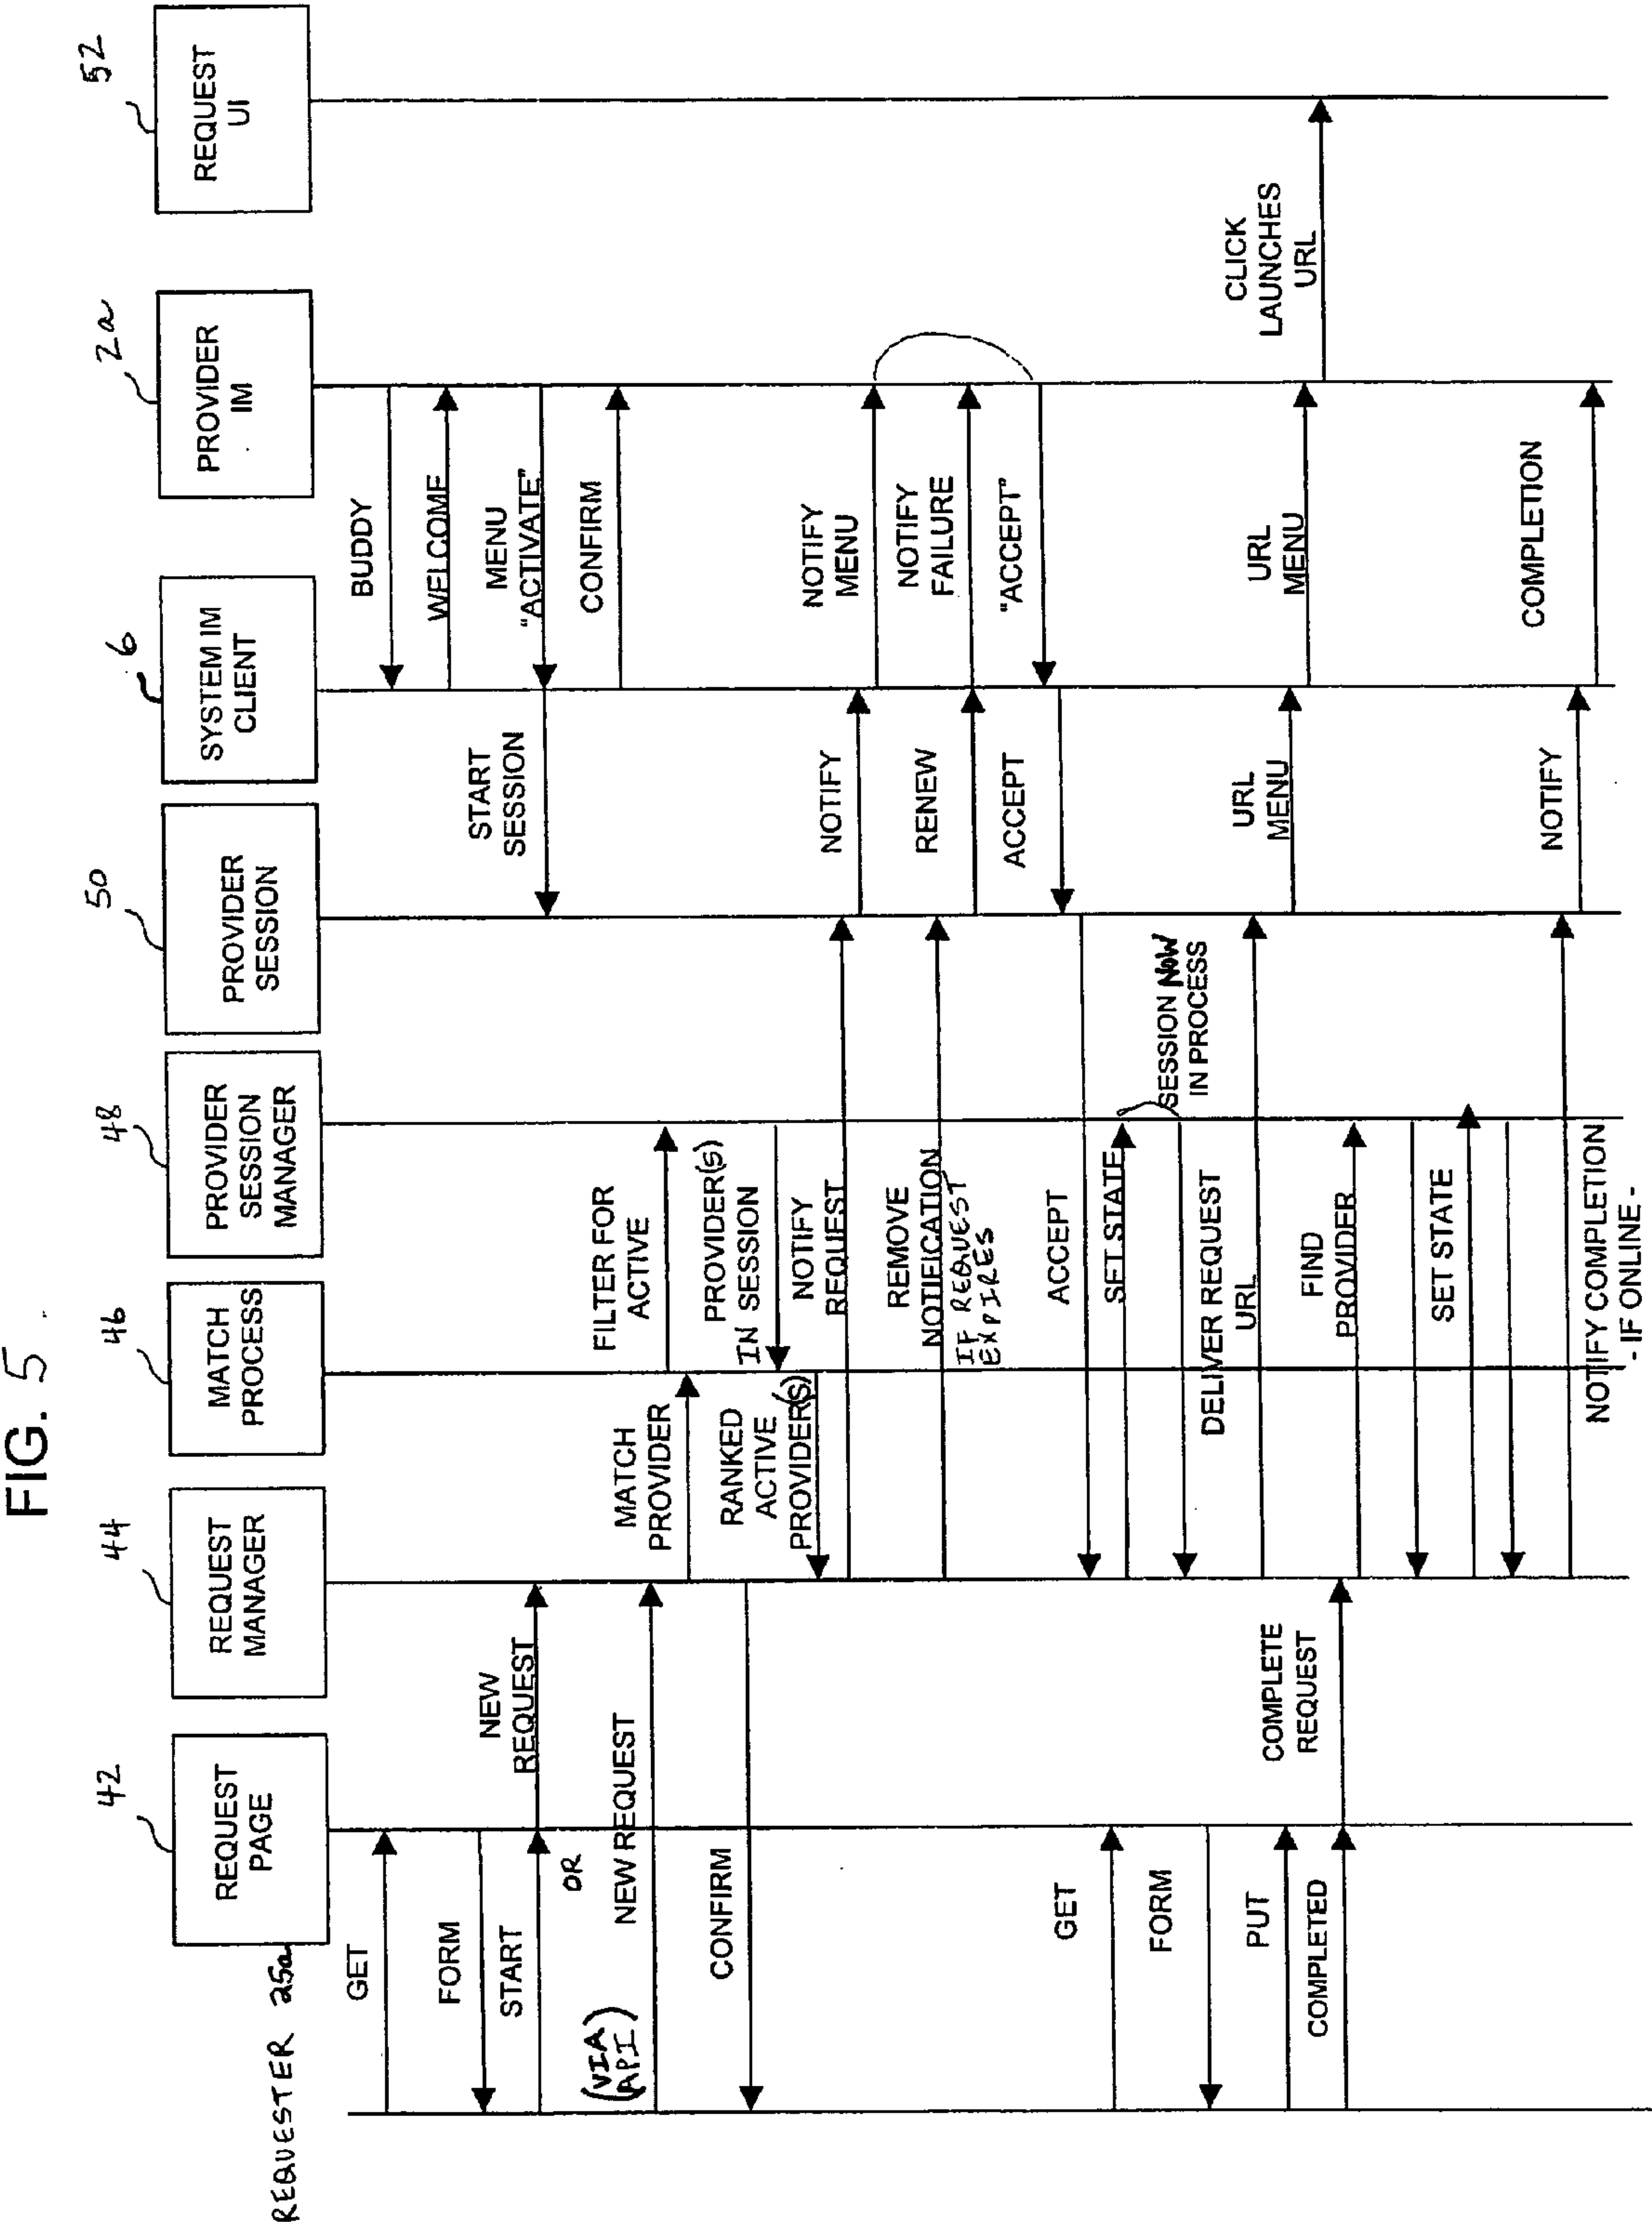 FIG. 5
REQUESTER 25a
42
REQUEST
PAGE
44
REQUEST
MANAGER
46
MATCH
PROCESS
48
PROVIDER
SESSION
MANAGER
50
PROVIDER
SESSION
6
SYSTEM IM
CLIENT
2a
PROVIDER
IM
52
REQUEST
UI
GET
FORM
START
OR
(VIA
API)
NEW REQUEST
CONFIRM
GET
FORM
PUT
COMPLETED
NEW
REQUEST
COMPLETE
REQUEST
MATCH
PROVIDER
RANKED
ACTIVE
PROVIDER(S)
FILTER FOR
ACTIVE
PROVIDER(S)
IN SESSION
NOTIFY
REQUEST
REMOVE
NOTIFICATION
IF REQUEST
EXPIRES
ACCEPT
SET STATE
SESSION NOW
IN PROCESS
DELIVER REQUEST
URL
FIND
PROVIDER
SET STATE
NOTIFY COMPLETION
- IF ONLINE -
START
SESSION
NOTIFY
RENEW
ACCEPT
URL
MENU
NOTIFY
BUDDY
WELCOME
MENU
"ACTIVATE"
CONFIRM
NOTIFY
MENU
NOTIFY
FAILURE
"ACCEPT"
URL
MENU
COMPLETION
CLICK
LAUNCHES
URL